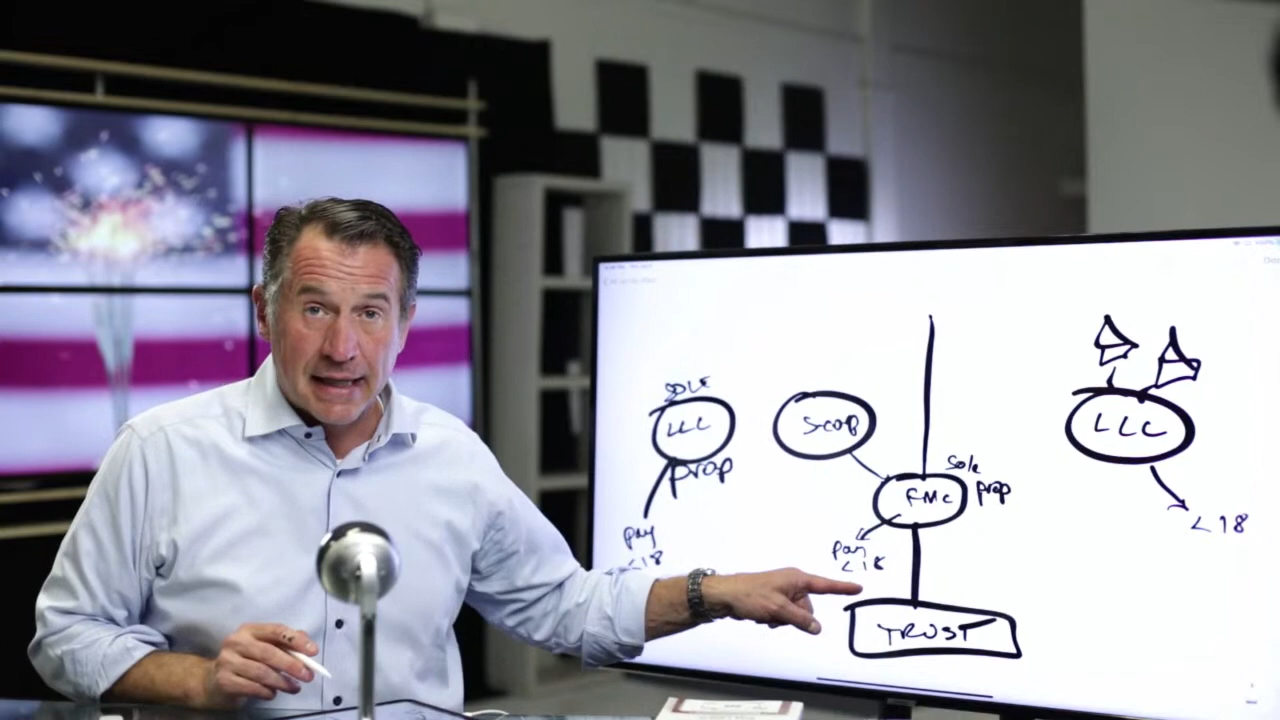 SOLE
LLC
prop
pay
<18
Scorp
FMC
sole
prop
pay
<18
TRUST
LLC
<18